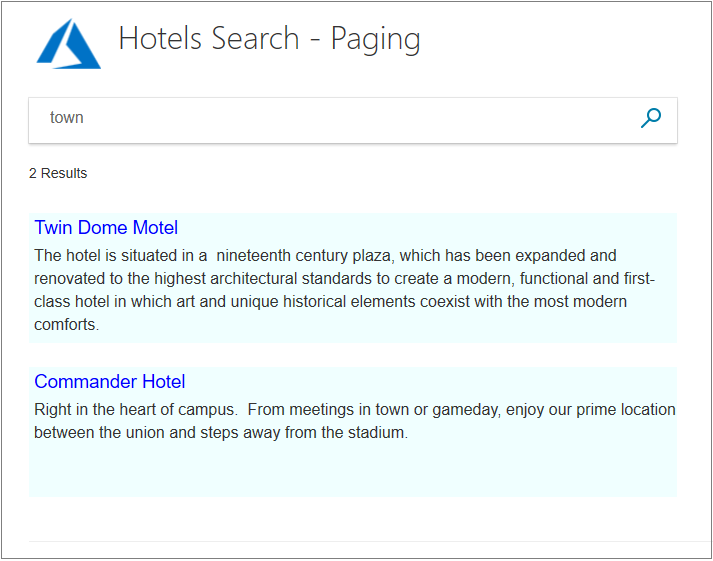 Hotels Search - Paging
town
2 Results
Twin Dome Motel
The hotel is situated in a  nineteenth century plaza, which has been expanded and
renovated to the highest architectural standards to create a modern, functional and first-
class hotel in which art and unique historical elements coexist with the most modern
comforts.
Commander Hotel
Right in the heart of campus.  From meetings in town or gameday, enjoy our prime location
between the union and steps away from the stadium.